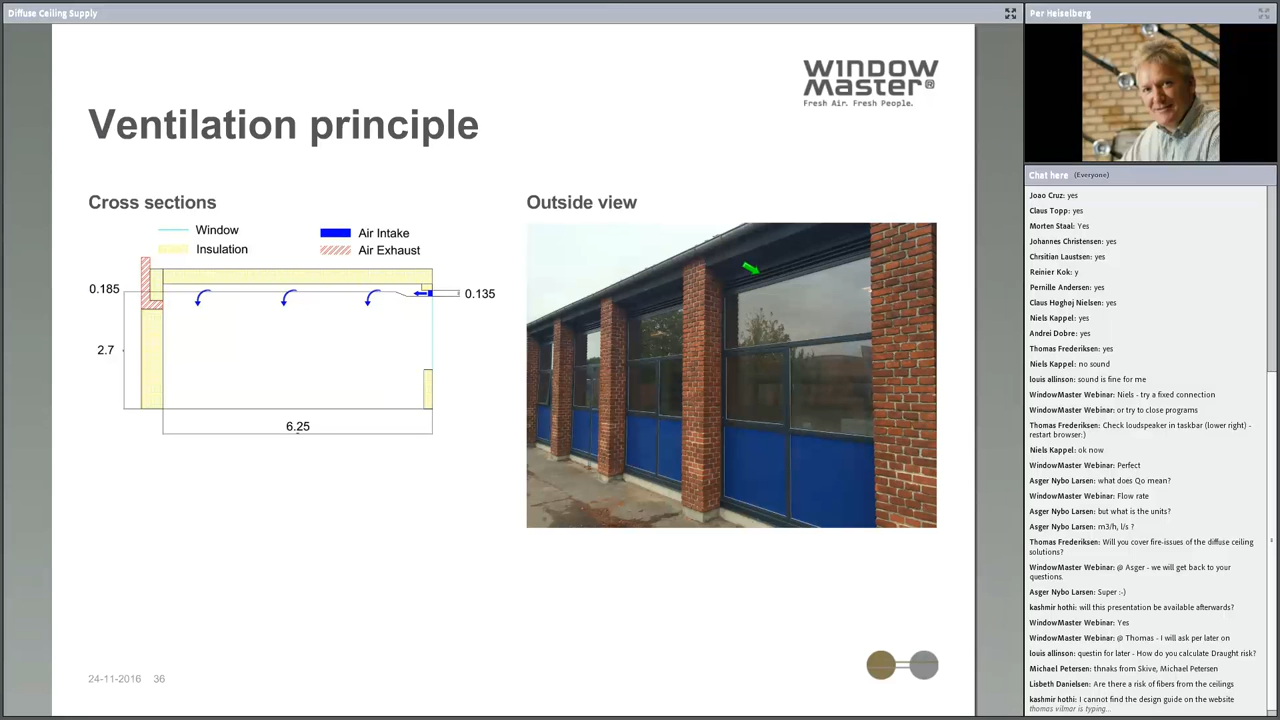 Diffuse Ceiling Supply
WINDOW
MASTER®
Fresh Air. Fresh People.
Ventilation principle
Cross sections
Window
Insulation
Air Intake
Air Exhaust
0.185
0.135
2.7
6.25
Outside view
24-11-2016 36
Per Heiselberg
Chat here (Everyone)
Joao Cruz: yes
Claus Topp: yes
Morten Staal: Yes
Johannes Christensen: yes
Chrsitian Laustsen: yes
Reinier Kok: y
Pernille Andersen: yes
Claus Høghøj Nielsen: yes
Niels Kappel: yes
Andrei Dobre: yes
Thomas Frederiksen: yes
Niels Kappel: no sound
louis allinson: sound is fine for me
WindowMaster Webinar: Niels - try a fixed connection
WindowMaster Webinar: or try to close programs
Thomas Frederiksen: Check loudspeaker in taskbar (lower right) -
restart browser:)
Niels Kappel: ok now
WindowMaster Webinar: Perfect
Asger Nybo Larsen: what does Qo mean?
WindowMaster Webinar: Flow rate
Asger Nybo Larsen: but what is the units?
Asger Nybo Larsen: m3/h, l/s ?
Thomas Frederiksen: Will you cover fire-issues of the diffuse ceiling
solutions?
WindowMaster Webinar: @ Asger - we will get back to your
questions.
Asger Nybo Larsen: Super :-)
kashmir hothi: will this presentation be available afterwards?
WindowMaster Webinar: Yes
WindowMaster Webinar: @ Thomas - I will ask per later on
louis allinson: questin for later - How do you calculate Draught risk?
Michael Petersen: thnaks from Skive, Michael Petersen
Lisbeth Danielsen: Are there a risk of fibers from the ceilings
kashmir hothi: I cannot find the design guide on the website
thomas vilmar is typing...